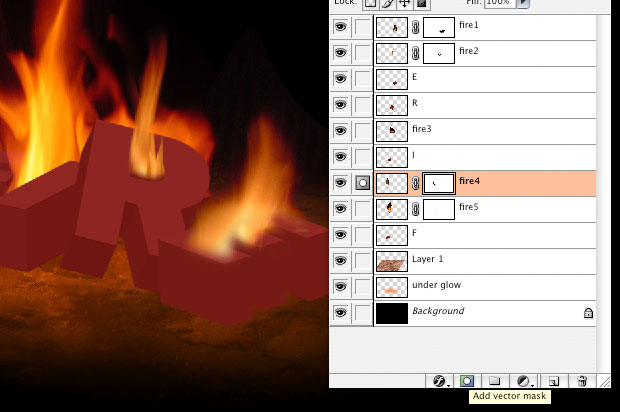 Lock: Fill: 100%
fire1
fire2
E
R
fire3
I
fire4
fire5
F
Layer 1
under glow
Background
Add vector mask